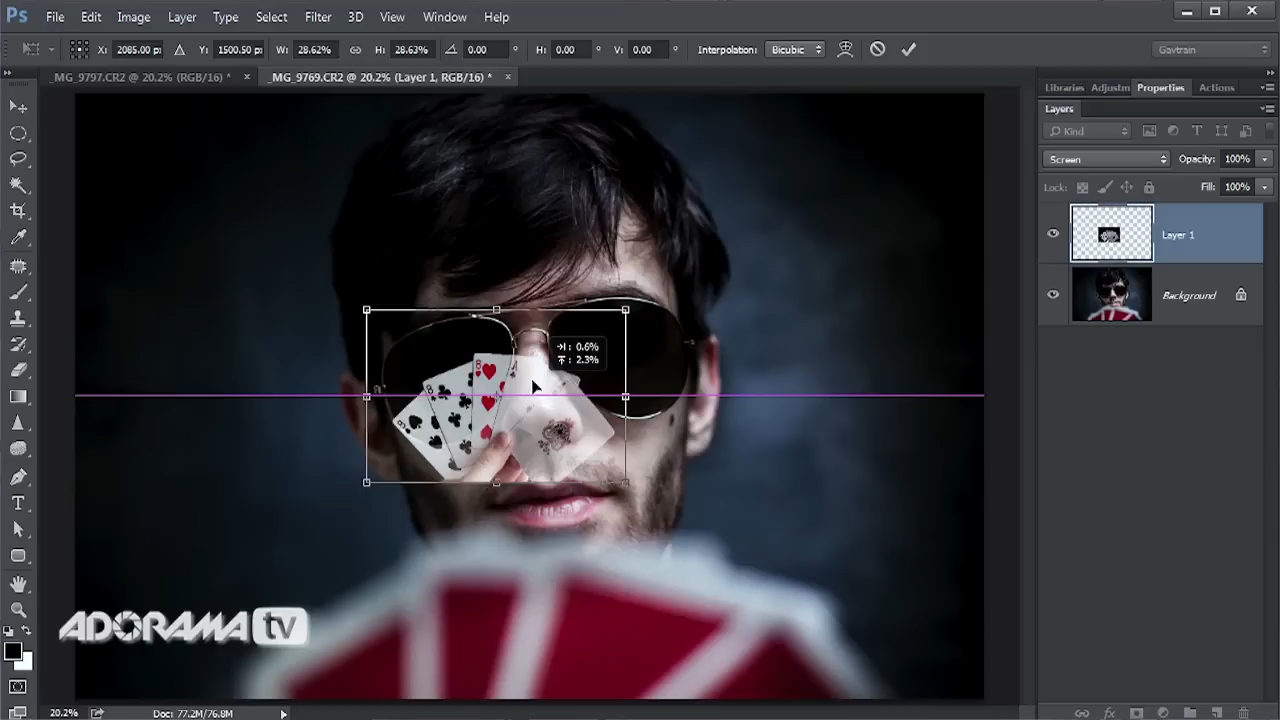 Ps File Edit Image Layer Type Select Filter 3D View Window Help
X: 2085.00 px Y: 1500.50 px W: 28.62% H: 28.63% 0.00 ° H: 0.00 ° V: 0.00 ° Interpolation: Bicubic Gavtrain
_MG_9797.CR2 @ 20.2% (RGB/16) * × _MG_9769.CR2 @ 20.2% (Layer 1, RGB/16) * ×
Libraries Adjustm Properties Actions
Layers
Kind
Screen Opacity: 100%
Lock: Fill: 100%
Layer 1
Background
: 0.6%
: 2.3%
8
8
8
ADORAMA tv
20.2% Doc: 77.2M/76.8M